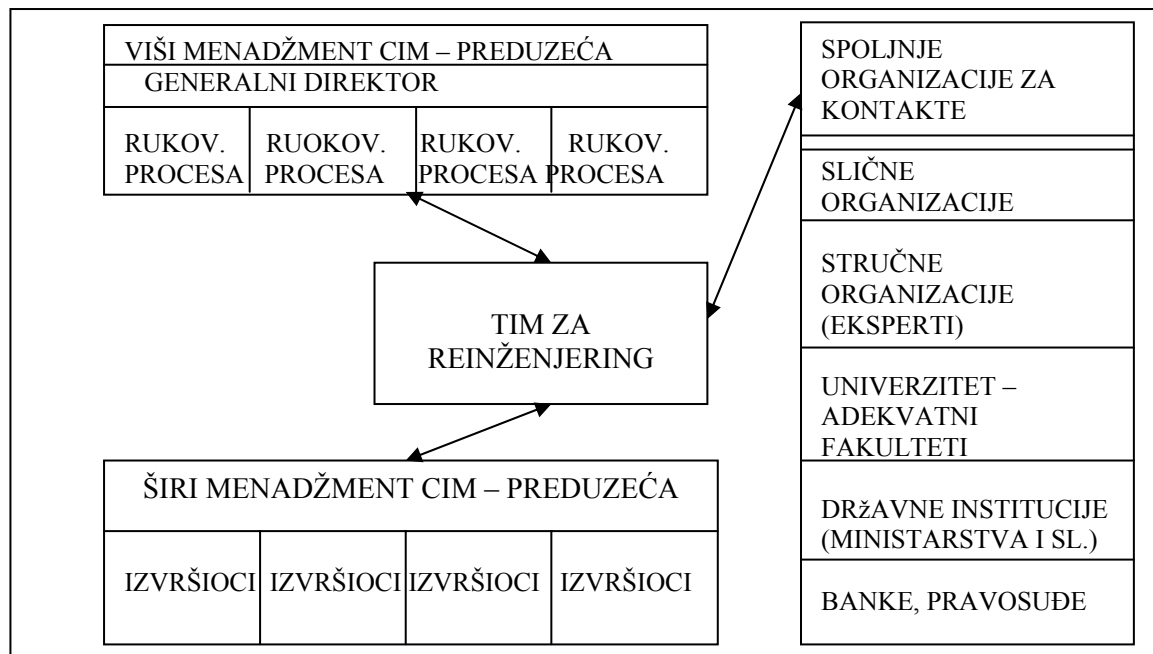 VIŠI MENADŽMENT CIM – PREDUZEĆA
GENERALNI DIREKTOR
RUKOV.
PROCESA
RUOKOV.
PROCESA
RUKOV.
PROCESA
RUKOV.
PROCESA
TIM ZA
REINŽENJERING
ŠIRI MENADŽMENT CIM – PREDUZEĆA
IZVRŠIOCI
IZVRŠIOCI
IZVRŠIOCI
IZVRŠIOCI
SPOLJNJE
ORGANIZACIJE ZA
KONTAKTE
SLIČNE
ORGANIZACIJE
STRUČNE
ORGANIZACIJE
(EKSPERTI)
UNIVERZITET –
ADEKVATNI
FAKULTETI
DRžAVNE INSTITUCIJE
(MINISTARSTVA I SL.)
BANKE, PRAVOSUĐE